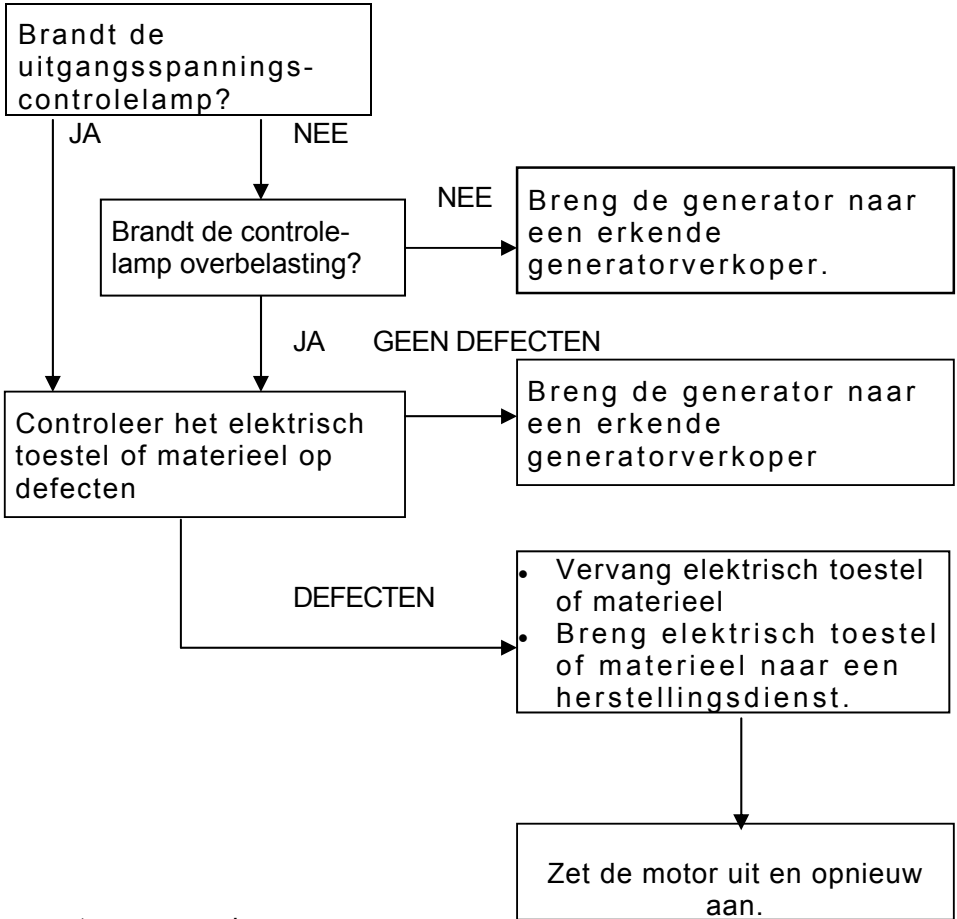 Brandt de
uitgangsspannings-
controlelamp?
JA
NEE
Brandt de controle-
lamp overbelasting?
NEE
Breng de generator naar
een erkende
generatorverkoper.
JA
GEEN DEFECTEN
Controleer het elektrisch
toestel of materieel op
defecten
Breng de generator naar
een erkende
generatorverkoper
DEFECTEN
• Vervang elektrisch toestel
of materieel
• Breng elektrisch toestel
of materieel naar een
herstellingsdienst.
Zet de motor uit en opnieuw
aan.